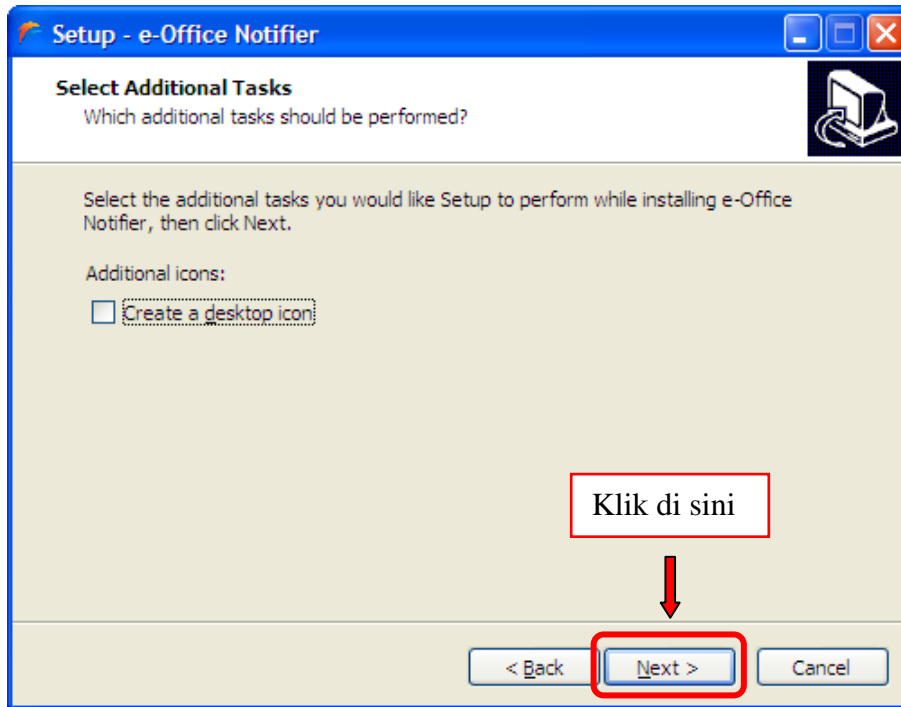 Setup - e-Office Notifier
Select Additional Tasks
Which additional tasks should be performed?
Select the additional tasks you would like Setup to perform while installing e-Office
Notifier, then click Next.
Additional icons:
Create a desktop icon
Klik di sini
< Back
Next >
Cancel